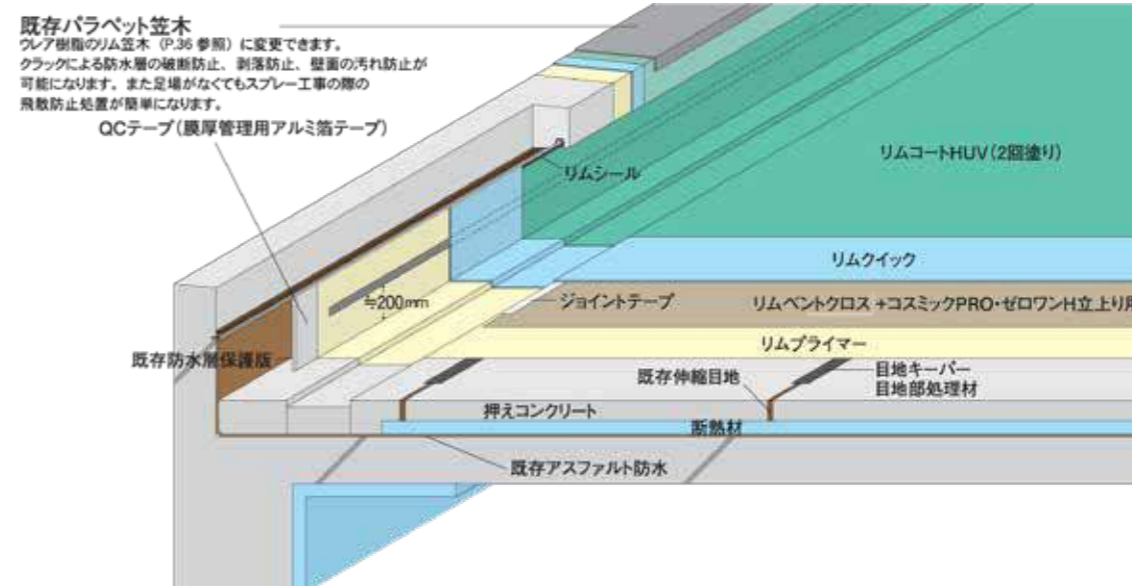 既存パラペット笠木
ウレア樹脂のリム笠木（P.36 参照）に変更できます。
クラックによる防水層の破断防止、剥落防止、壁面の汚れ防止が
可能になります。また足場がなくてもスプレー工事の際の
飛散防止処置が簡単になります。
QCテープ（膜厚管理用アルミ箔テープ）
リムシール
リムコートHUV（2回塗り）
リムクイック
≒200mm
ジョイントテープ
リムベントクロス＋コスミックPRO・ゼロワンH立上り用
リムプライマー
既存防水層保護版
既存伸縮目地
目地キーパー
目地部処理材
押えコンクリート
断熱材
既存アスファルト防水